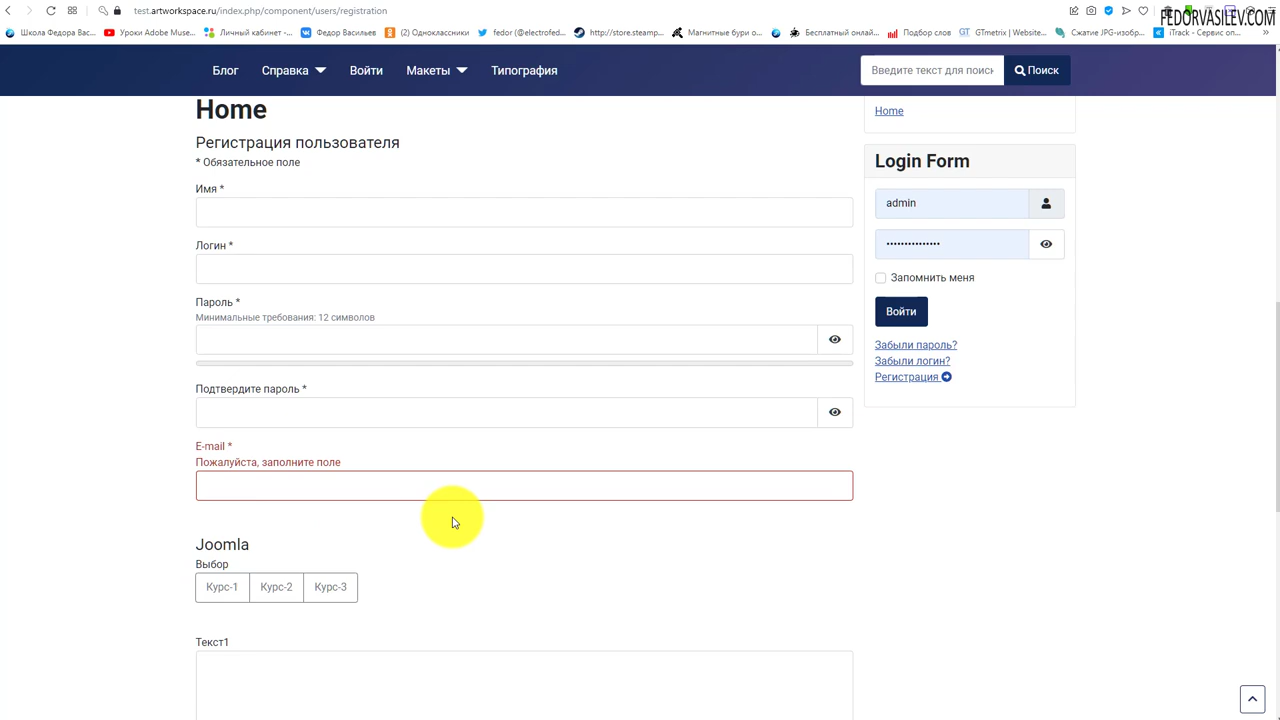 test.artworkspace.ru/index.php/component/users/registration
FEDORVASILEV.COM
Школа Федора Вас...
Уроки Adobe Muse...
Личный кабинет -...
Федор Васильев
(2) Одноклассники
fedor (@electrofed...
http://store.steamp...
Магнитные бури о...
Бесплатный онлай...
Подбор слов
GTmetrix | Website...
Сжатие JPG-изобр...
iTrack - Сервис оп...
Блог
Справка
Войти
Макеты
Типография
Введите текст для поиск
Поиск
Home
Регистрация пользователя
* Обязательное поле
Имя *
Логин *
Пароль *
Минимальные требования: 12 символов
Подтвердите пароль *
E-mail *
Пожалуйста, заполните поле
Joomla
Выбор
Курс-1
Курс-2
Курс-3
Текст1
Home
Login Form
admin
Запомнить меня
Войти
Забыли пароль?
Забыли логин?
Регистрация